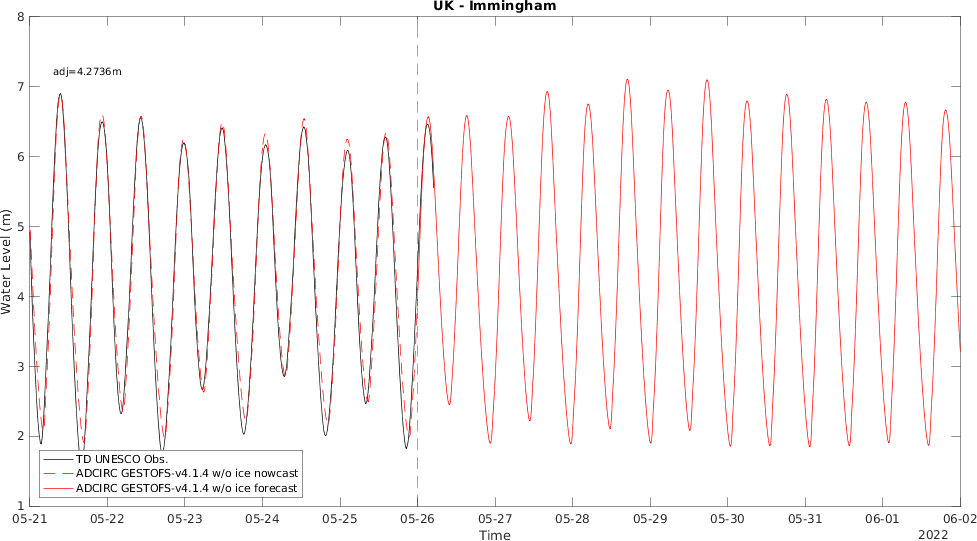 UK - Immingham
8
7
6
5
4
3
2
1
Water Level (m)
adj=4.2736m
TD UNESCO Obs.
ADCIRC GESTOFS-v4.1.4 w/o ice nowcast
ADCIRC GESTOFS-v4.1.4 w/o ice forecast
05-21 05-22 05-23 05-24 05-25 05-26 05-27 05-28 05-29 05-30 05-31 06-01 06-02
Time
2022